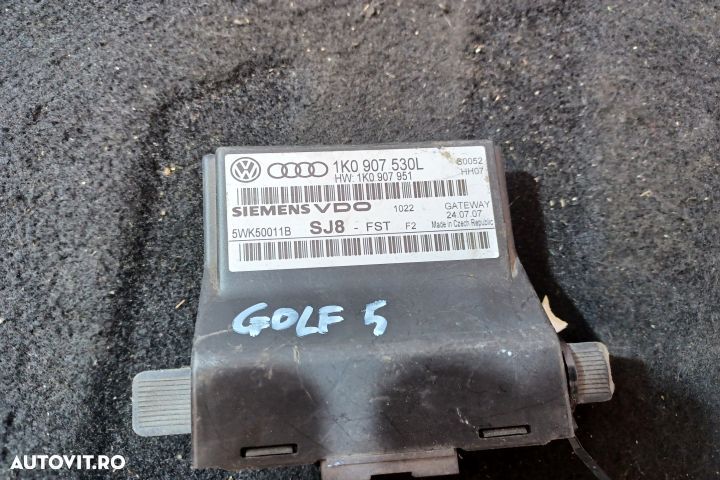 1K0 907 530L
HW: 1K0 907 951
S0052
HH07
SIEMENS VDO 1022 GATEWAY
24.07.07
5WK50011B SJ8 - FST F2 Made in Czech Republic
GOLF 5
AUTOVIT.RO